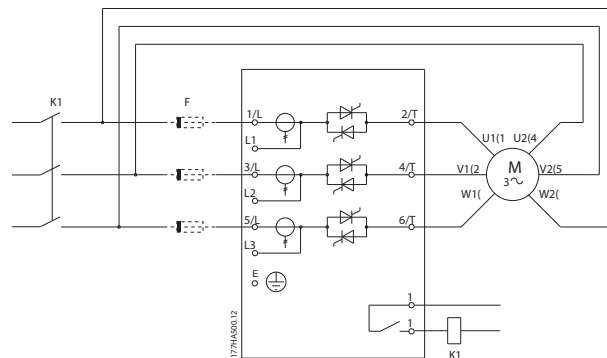 K1
F
1/L
2/T
L1
U1(1
U2(4
3/L
4/T
V1(2
M
3
V2(5
L2
W1(
W2(
5/L
6/T
L3
E
1
1
K1
177HA500.12